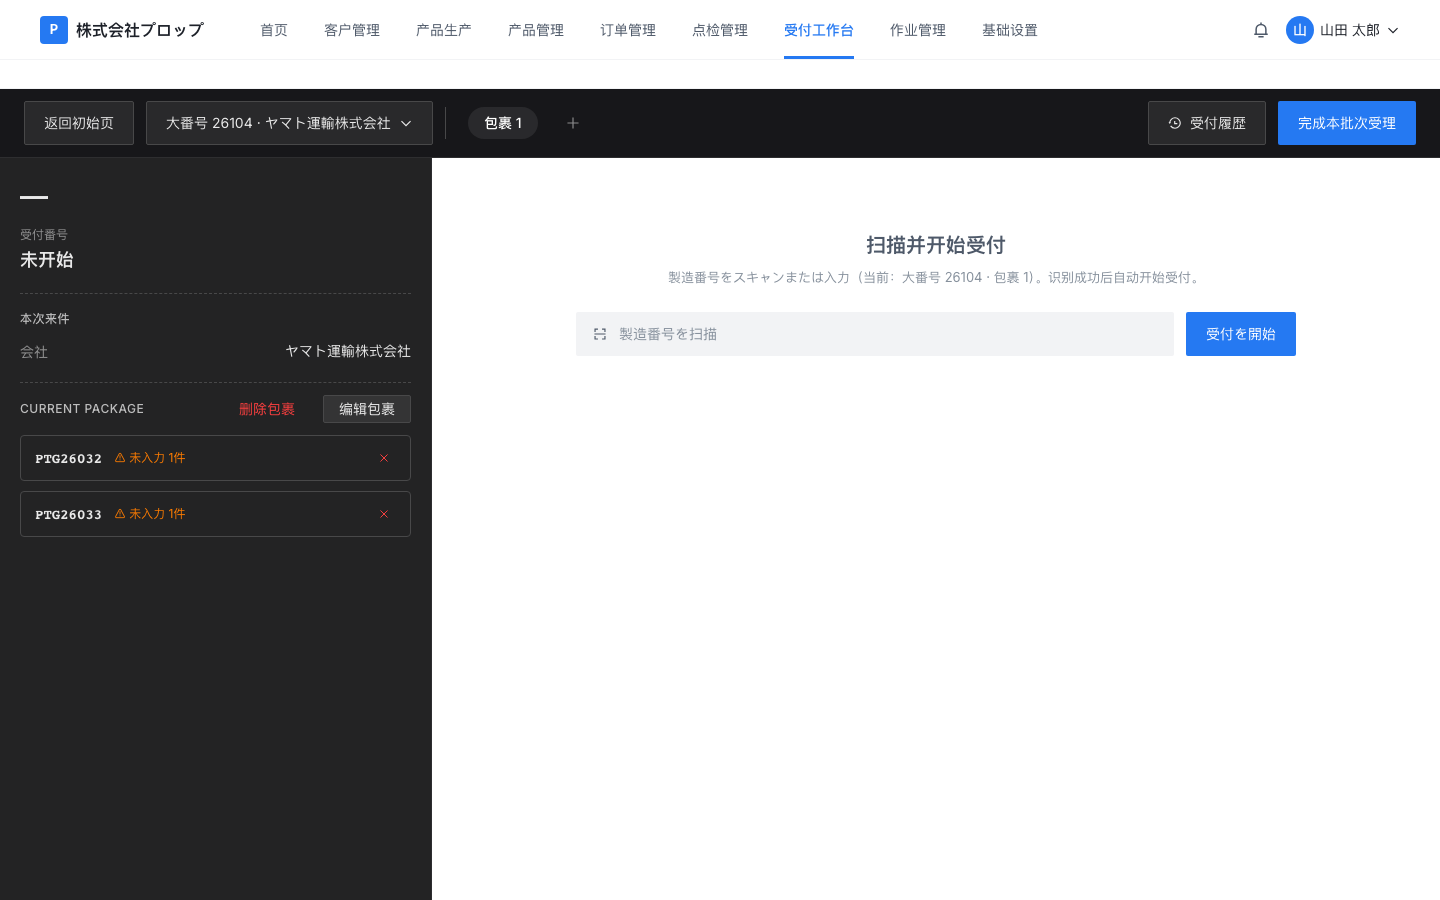 P 株式会社プロップ 首页 客户管理 产品生产 产品管理 订单管理 点检管理 受付工作台 作业管理 基础设置 山 山田 太郎
返回初始页 大番号 26104 · ヤマト運輸株式会社 包裹 1 受付履歴 完成本批次受理
受付番号
未开始
本次来件
会社 ヤマト運輸株式会社
CURRENT PACKAGE 删除包裹 编辑包裹
PTG26032 未入力 1件
PTG26033 未入力 1件
扫描并开始受付
製造番号をスキャンまたは入力（当前：大番号 26104 · 包裹 1）。识别成功后自动开始受付。
製造番号を扫描 受付を開始